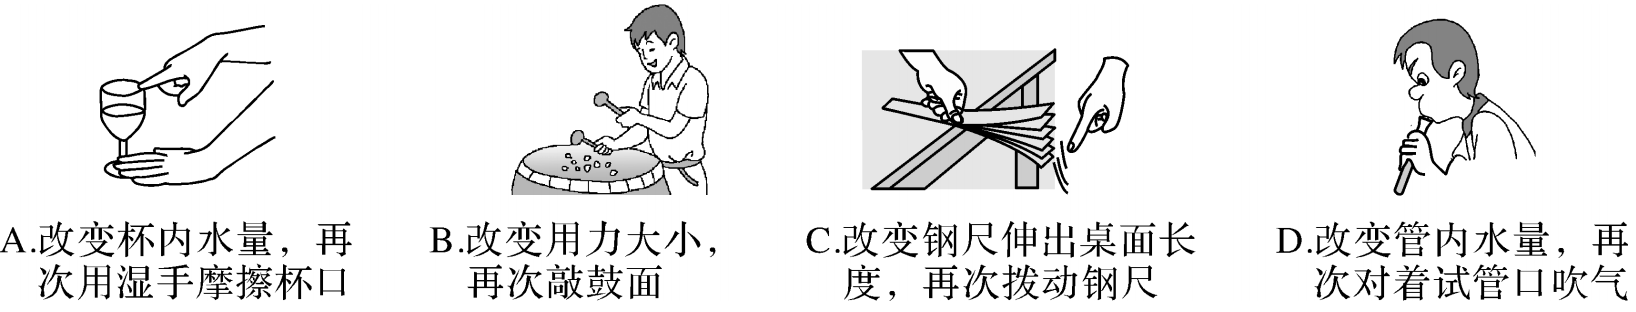 A.改变杯内水量，再
次用湿手摩擦杯口
B.改变用力大小，
再次敲鼓面
C.改变钢尺伸出桌面长
度，再次拨动钢尺
D.改变管内水量，再
次对着试管口吹气